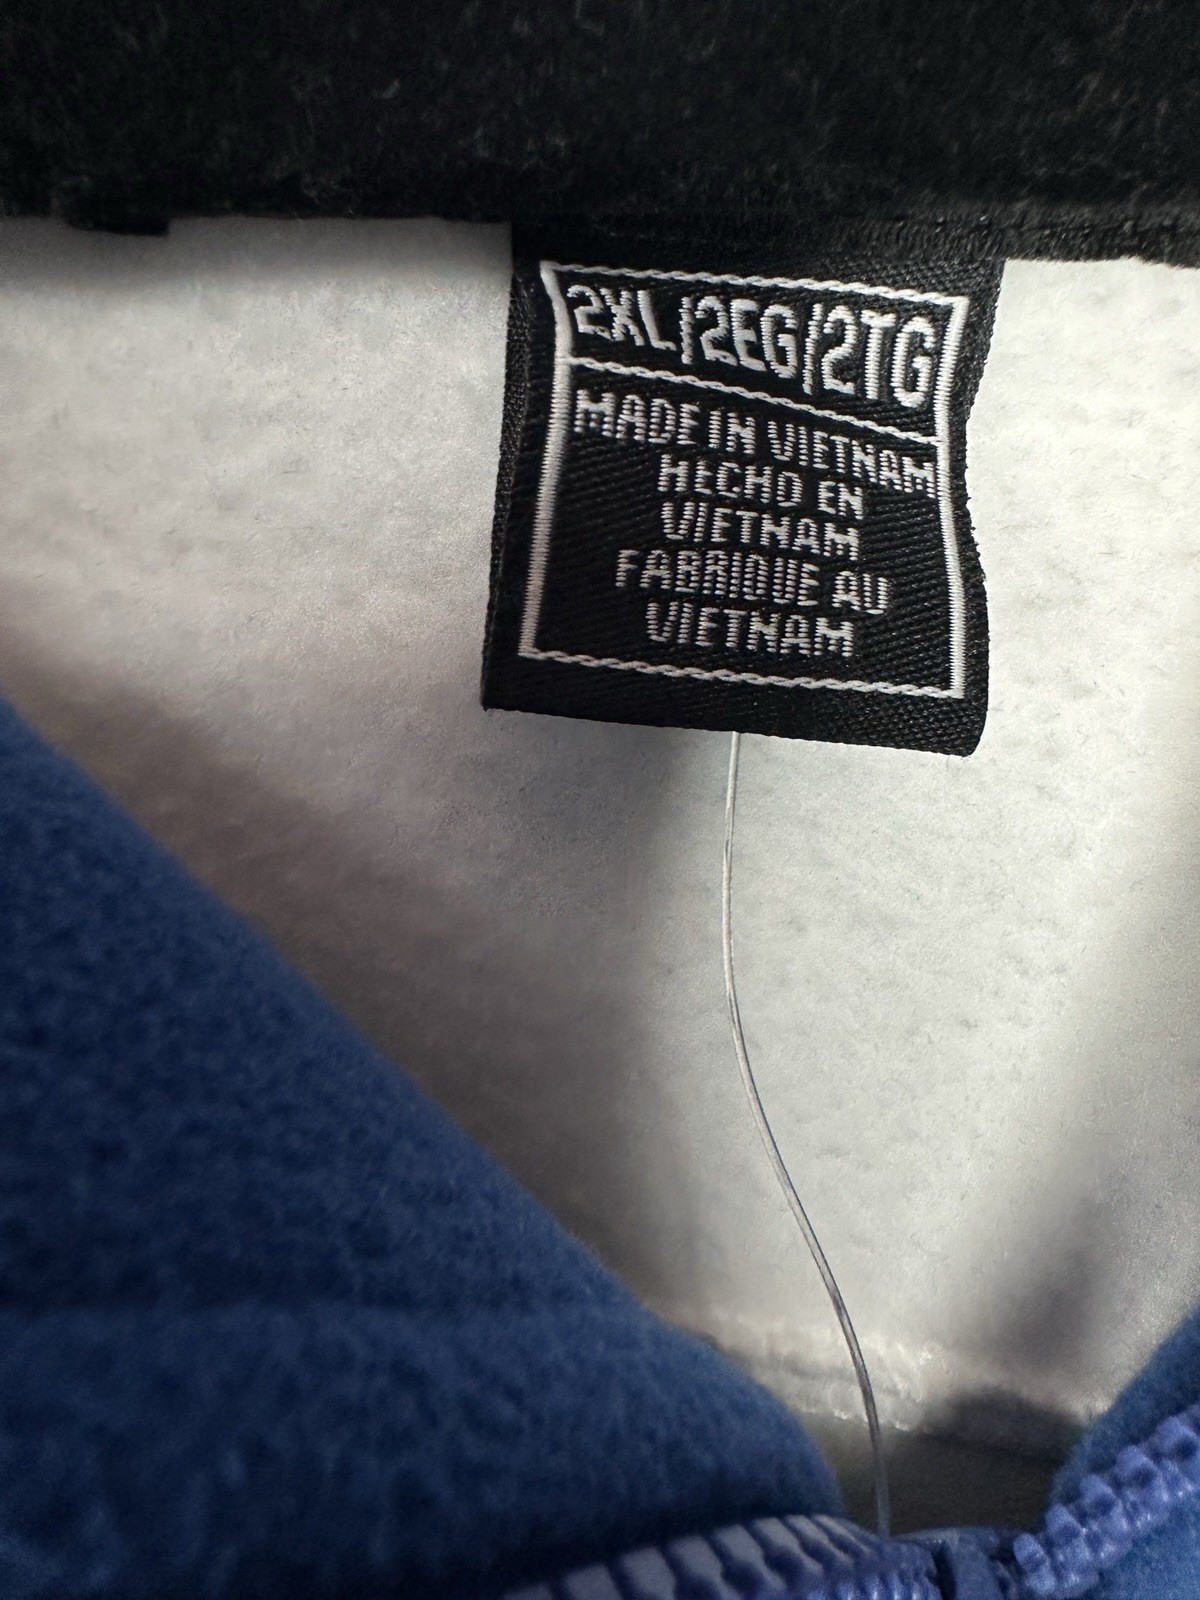 2XL/2EG/2TG
MADE IN VIETNAM
HECHO EN
VIETNAM
FABRIQUE AU
VIETNAM